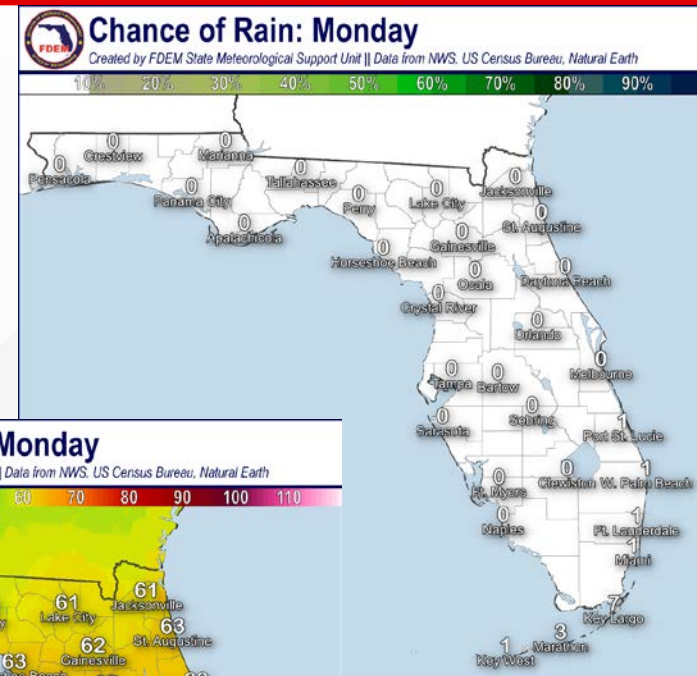 FDEM
Chance of Rain: Monday
Created by FDEM State Meteorological Support Unit || Data from NWS. US Census Bureau, Natural Earth
10% 20% 30% 40% 50% 60% 70% 80% 90%
0 0
Crestview Marianna
0 0 0
Pensacola Tallahassee Jacksonville
0 0 0
Panama City Perry Lake City
0 0
Apalachicola St. Augustine
0 0
Horseshoe Beach Gainesville
0 0
Ocala Daytona Beach
0
Crystal River
0
Orlando
0 0 0
Tampa Bartow Melbourne
0 0 1
Sarasota Sebring Port St. Lucie
0 0 1
Ft. Myers Clewiston W. Palm Beach
0 1
Naples Ft. Lauderdale
1
Miami
7
Key Largo
1 3
Key West Marathon
Monday
|| Data from NWS. US Census Bureau, Natural Earth
60 70 80 90 100 110
61 61
Lake City Jacksonville
62 63
Gainesville St. Augustine
63